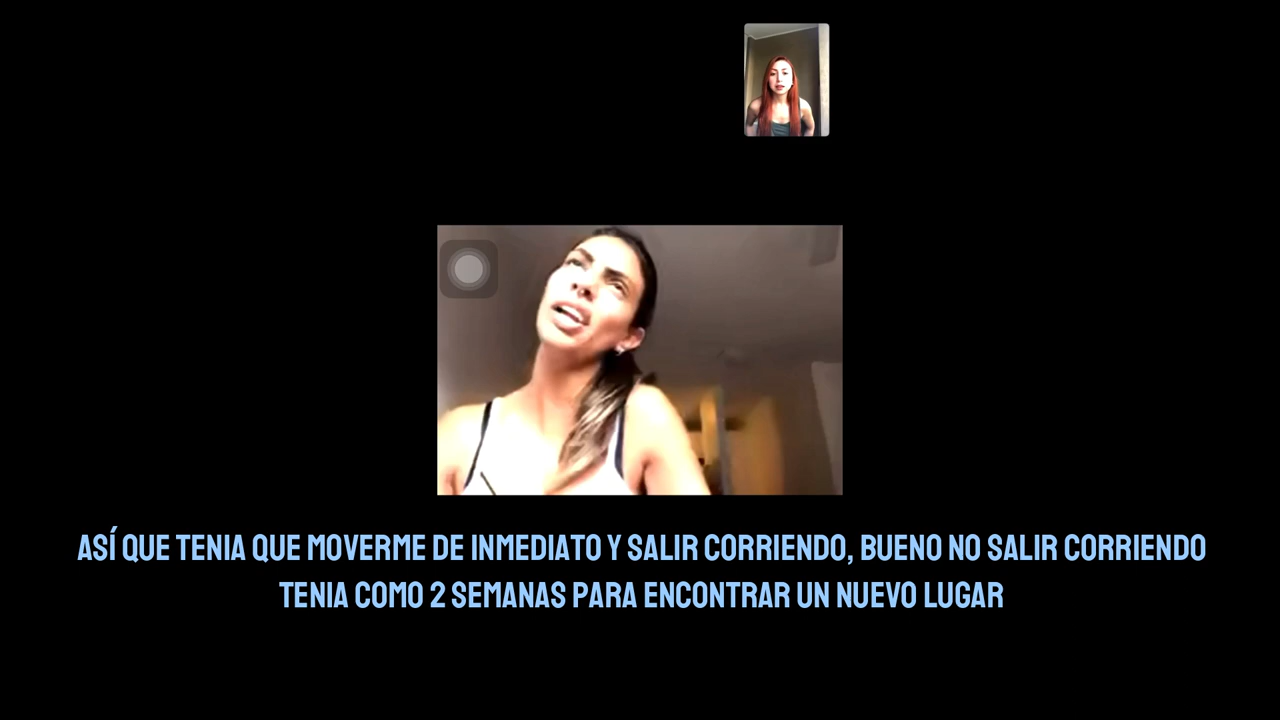 ASÍ QUE TENIA QUE MOVERME DE INMEDIATO Y SALIR CORRIENDO, BUENO NO SALIR CORRIENDO
TENIA COMO 2 SEMANAS PARA ENCONTRAR UN NUEVO LUGAR